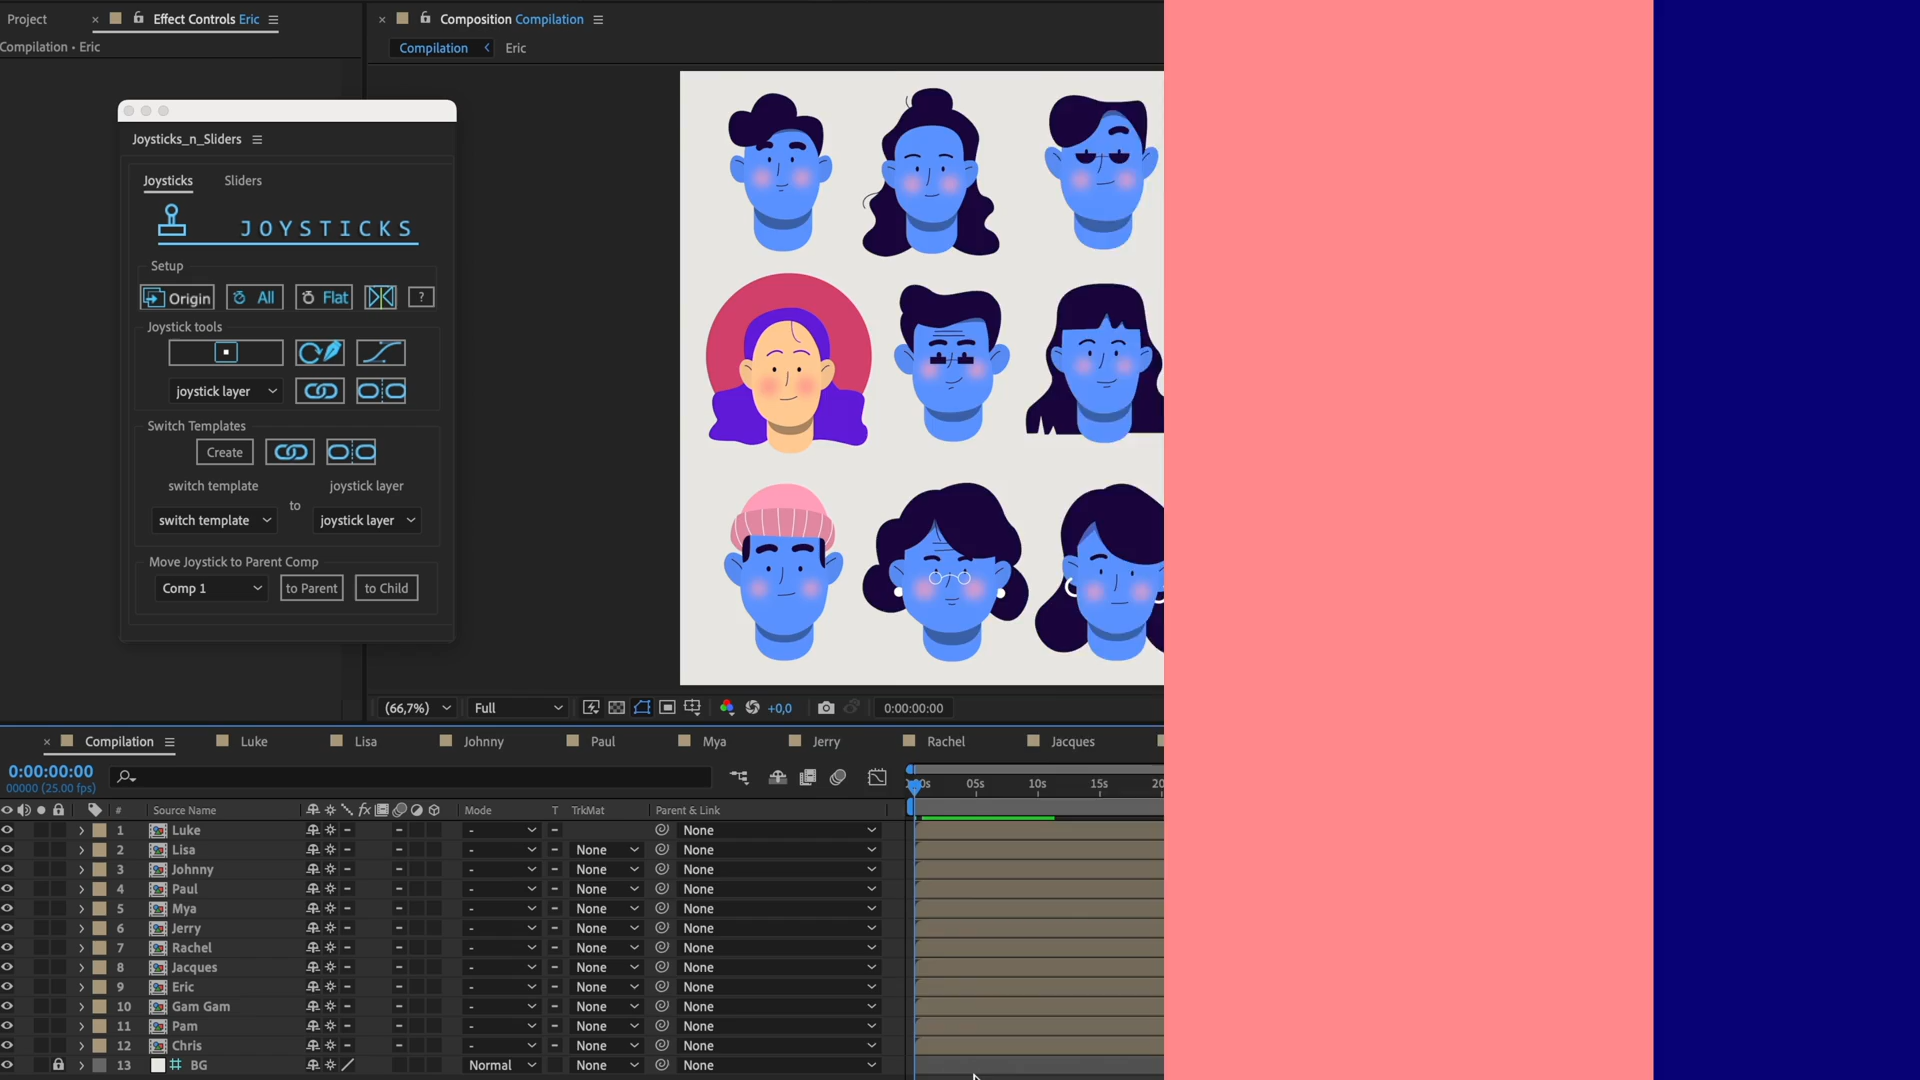 Project
Effect Controls Eric
Composition Compilation
Compilation • Eric
Compilation
Eric
Joysticks_n_Sliders
Joysticks
Sliders
JOYSTICKS
Setup
Origin
All
Flat
?
Joystick tools
joystick layer
Switch Templates
Create
switch template
joystick layer
to
switch template
joystick layer
Move Joystick to Parent Comp
Comp 1
to Parent
to Child
(66,7%)
Full
+0,0
0:00:00:00
Compilation
Luke
Lisa
Johnny
Paul
Mya
Jerry
Rachel
Jacques
0:00:00:00
00000 (25.00 fps)
05s
10s
15s
20
# Source Name fx Mode T TrkMat Parent & Link
1 Luke - None
2 Lisa - None None
3 Johnny - None None
4 Paul - None None
5 Mya - None None
6 Jerry - None None
7 Rachel - None None
8 Jacques - None None
9 Eric - None None
10 Gam Gam - None None
11 Pam - None None
12 Chris - None None
13 BG Normal None None